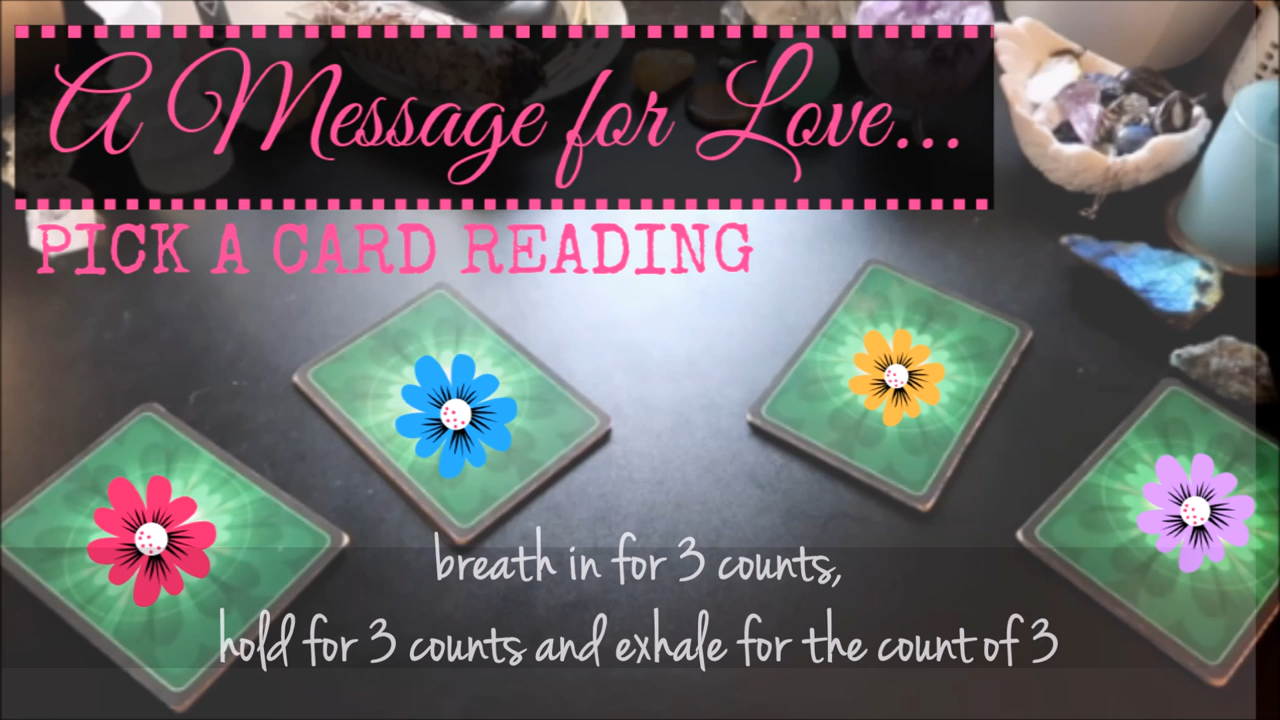 A Message for Love...
PICK A CARD READING
breath in for 3 counts,
hold for 3 counts and exhale for the count of 3